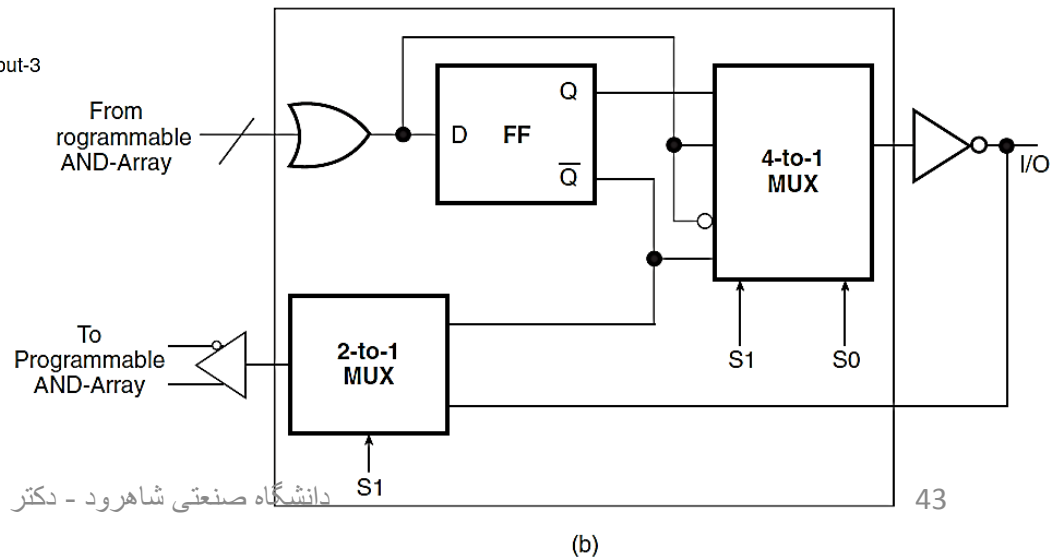 out-3
From
rogrammable
AND-Array
D
FF
Q
Q̅
4-to-1
MUX
I/O
S1
S0
To
Programmable
AND-Array
2-to-1
MUX
S1
دانشگاه صنعتی شاهرود - دکتر
43
(b)